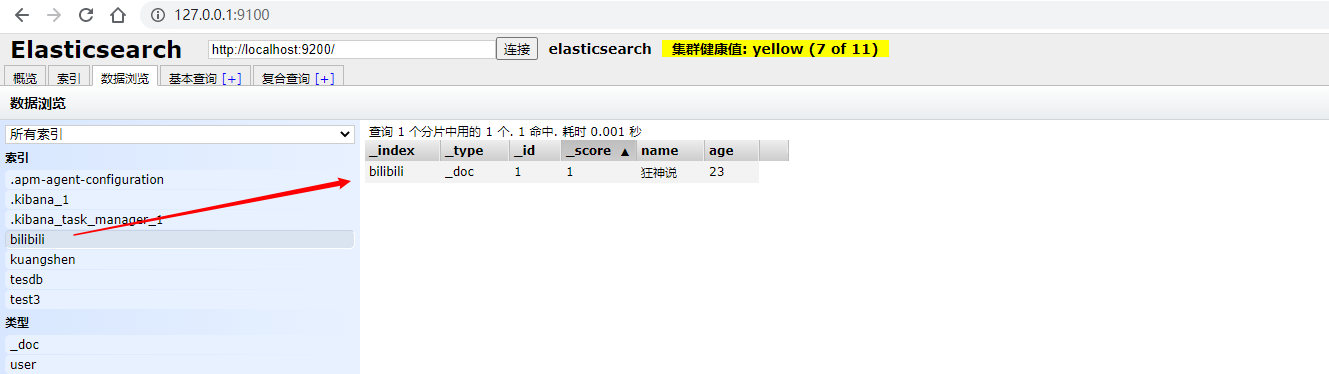 127.0.0.1:9100
Elasticsearch http://localhost:9200/ 连接 elasticsearch 集群健康值: yellow (7 of 11)
概览 索引 数据浏览 基本查询 [+] 复合查询 [+]
数据浏览
所有索引
索引
.apm-agent-configuration
.kibana_1
.kibana_task_manager_1
bilibili
kuangshen
tesdb
test3
类型
_doc
user
查询 1 个分片中用的 1 个. 1 命中. 耗时 0.001 秒
_index _type _id _score ▲ name age
bilibili _doc 1 1 狂神说 23